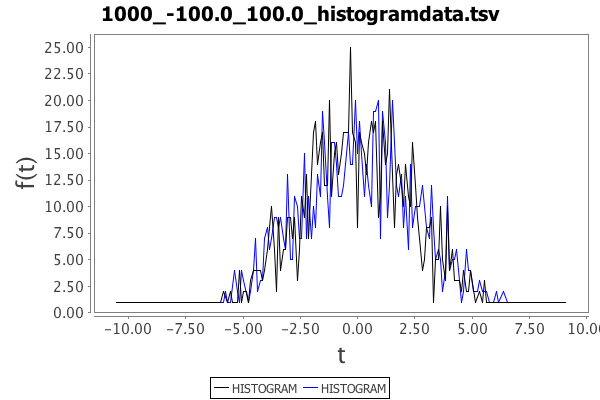 1000_-100.0_100.0_histogramdata.tsv
25.00
22.50
20.00
17.50
15.00
12.50
10.00
7.50
5.00
2.50
0.00
f(t)
−10.00 −7.50 −5.00 −2.50 0.00 2.50 5.00 7.50 10.00
t
HISTOGRAM HISTOGRAM